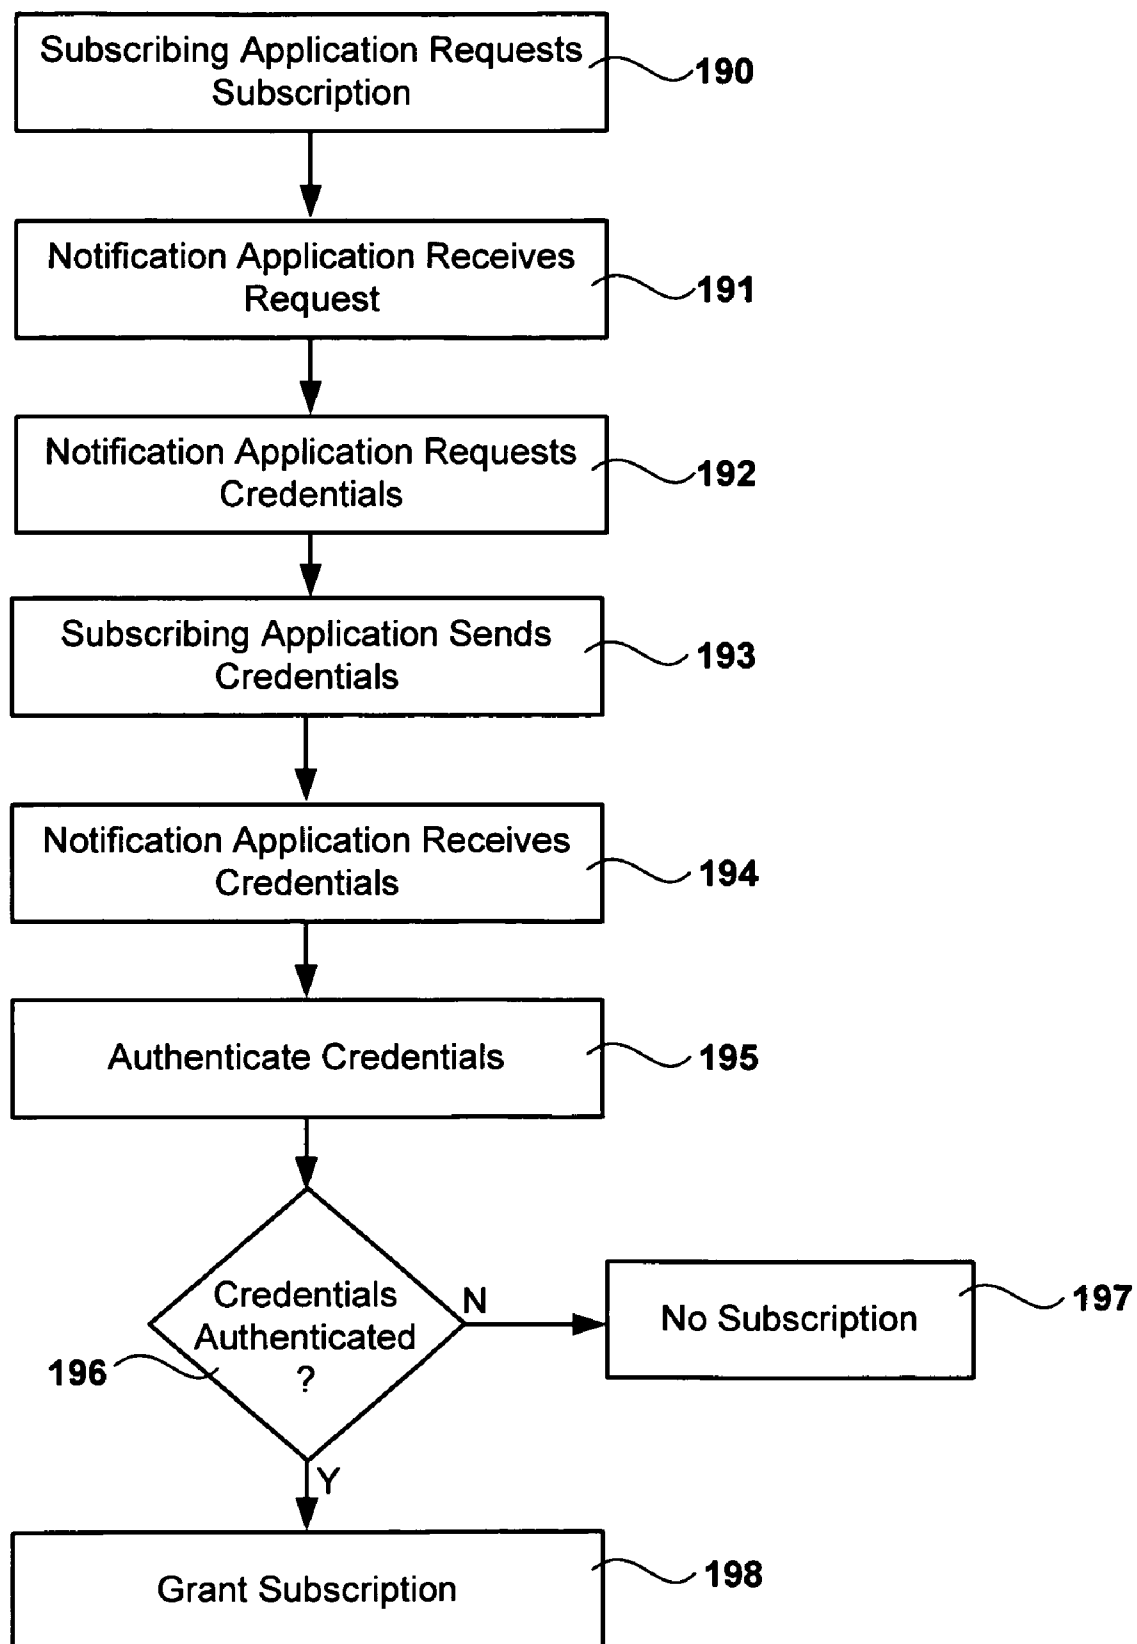 Subscribing Application Requests
Subscription
190
Notification Application Receives
Request
191
Notification Application Requests
Credentials
192
Subscribing Application Sends
Credentials
193
Notification Application Receives
Credentials
194
Authenticate Credentials
195
Credentials
Authenticated
?
196
N
No Subscription
197
Y
Grant Subscription
198